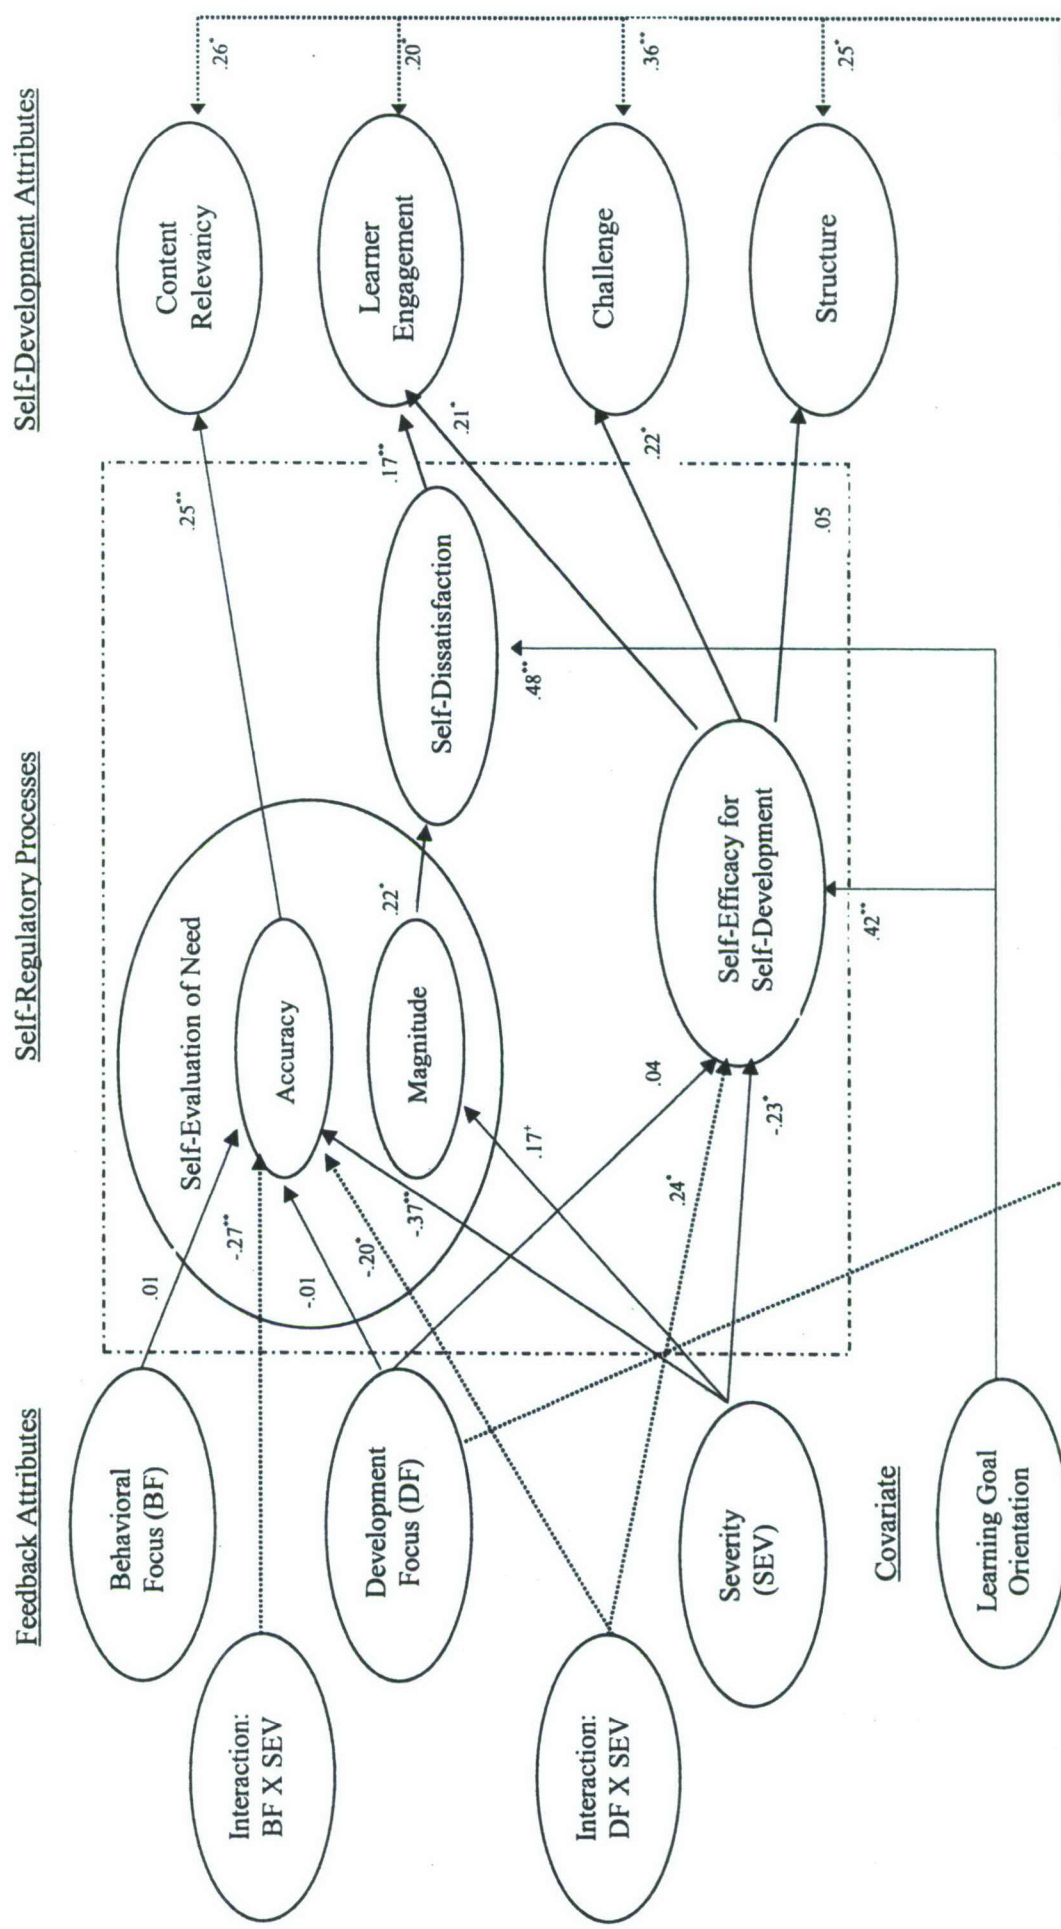 Feedback Attributes
Self-Regulatory Processes
Self-Development Attributes
Behavioral
Focus (BF)
Interaction:
BF X SEV
Development
Focus (DF)
Interaction:
DF X SEV
Severity
(SEV)
Covariate
Learning Goal
Orientation
Self-Evaluation of Need
Accuracy
Magnitude
Self-Dissatisfaction
Self-Efficacy for
Self-Development
Content
Relevancy
Learner
Engagement
Challenge
Structure
.01
-.27**
-.01
-.20*
-.37**
.17+
.04
.24*
-.23*
.22*
.42**
.48**
.25**
.17**
.21*
.22*
.05
.26*
.20*
.36**
.25*